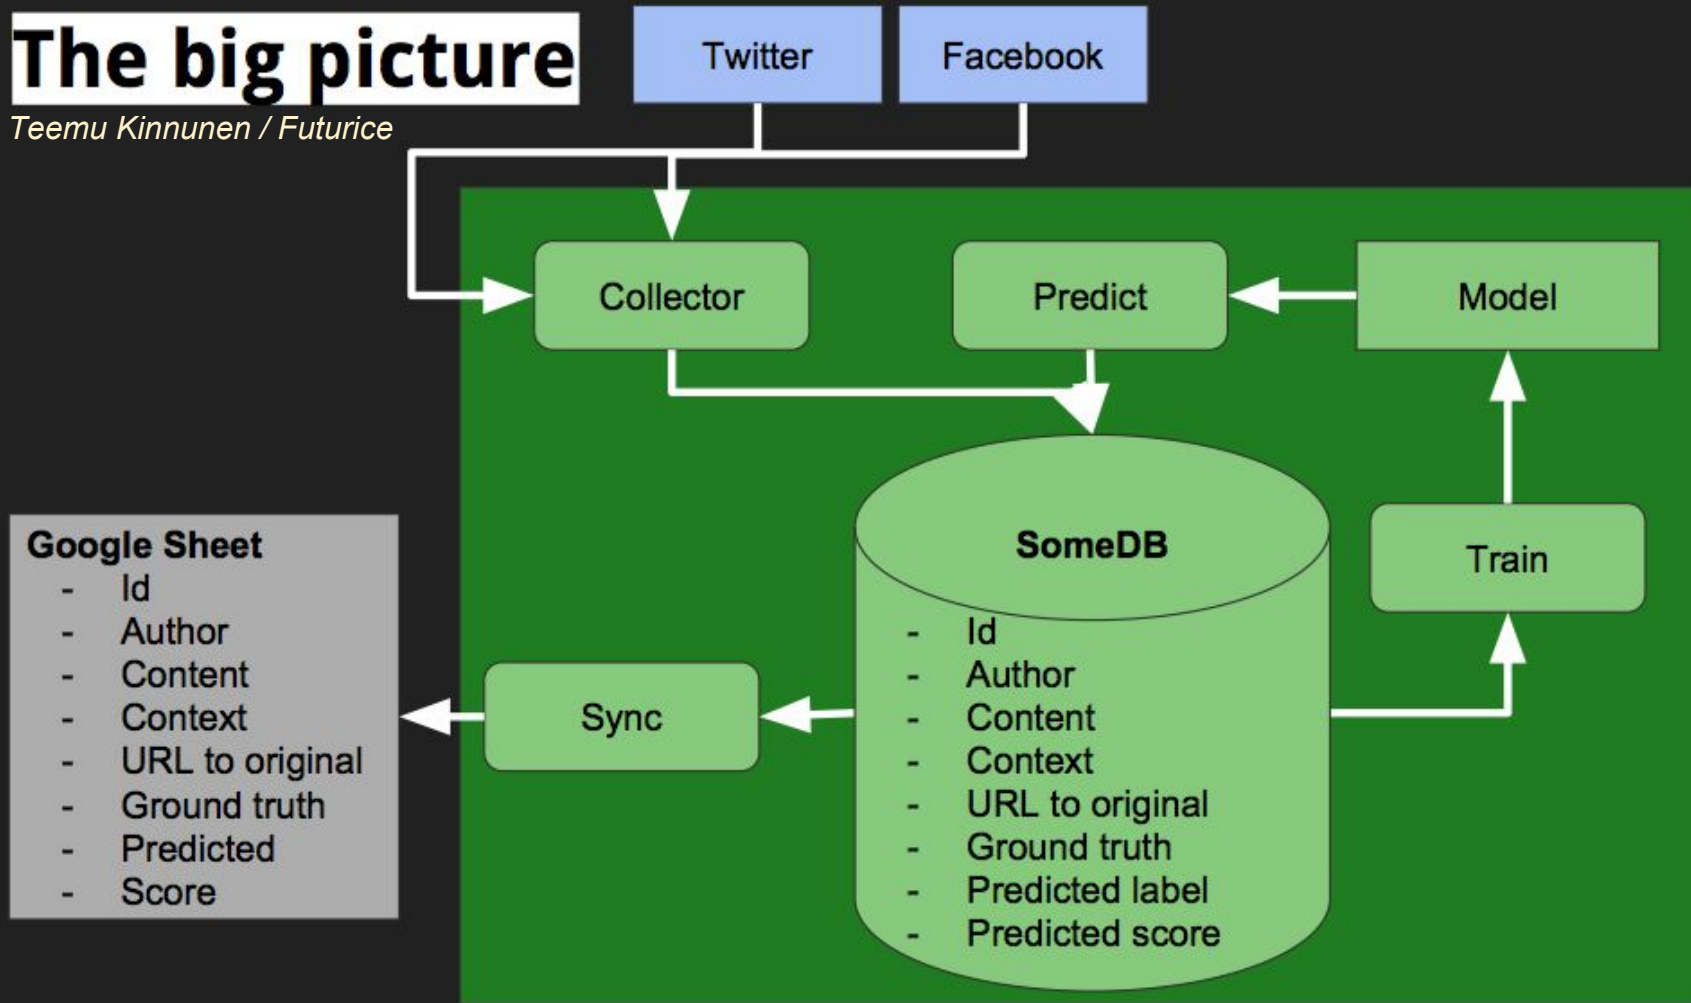 The big picture
Teemu Kinnunen / Futurice
Twitter
Facebook
Collector
Predict
Model
Train
Google Sheet
- Id
- Author
- Content
- Context
- URL to original
- Ground truth
- Predicted
- Score
Sync
SomeDB
- Id
- Author
- Content
- Context
- URL to original
- Ground truth
- Predicted label
- Predicted score